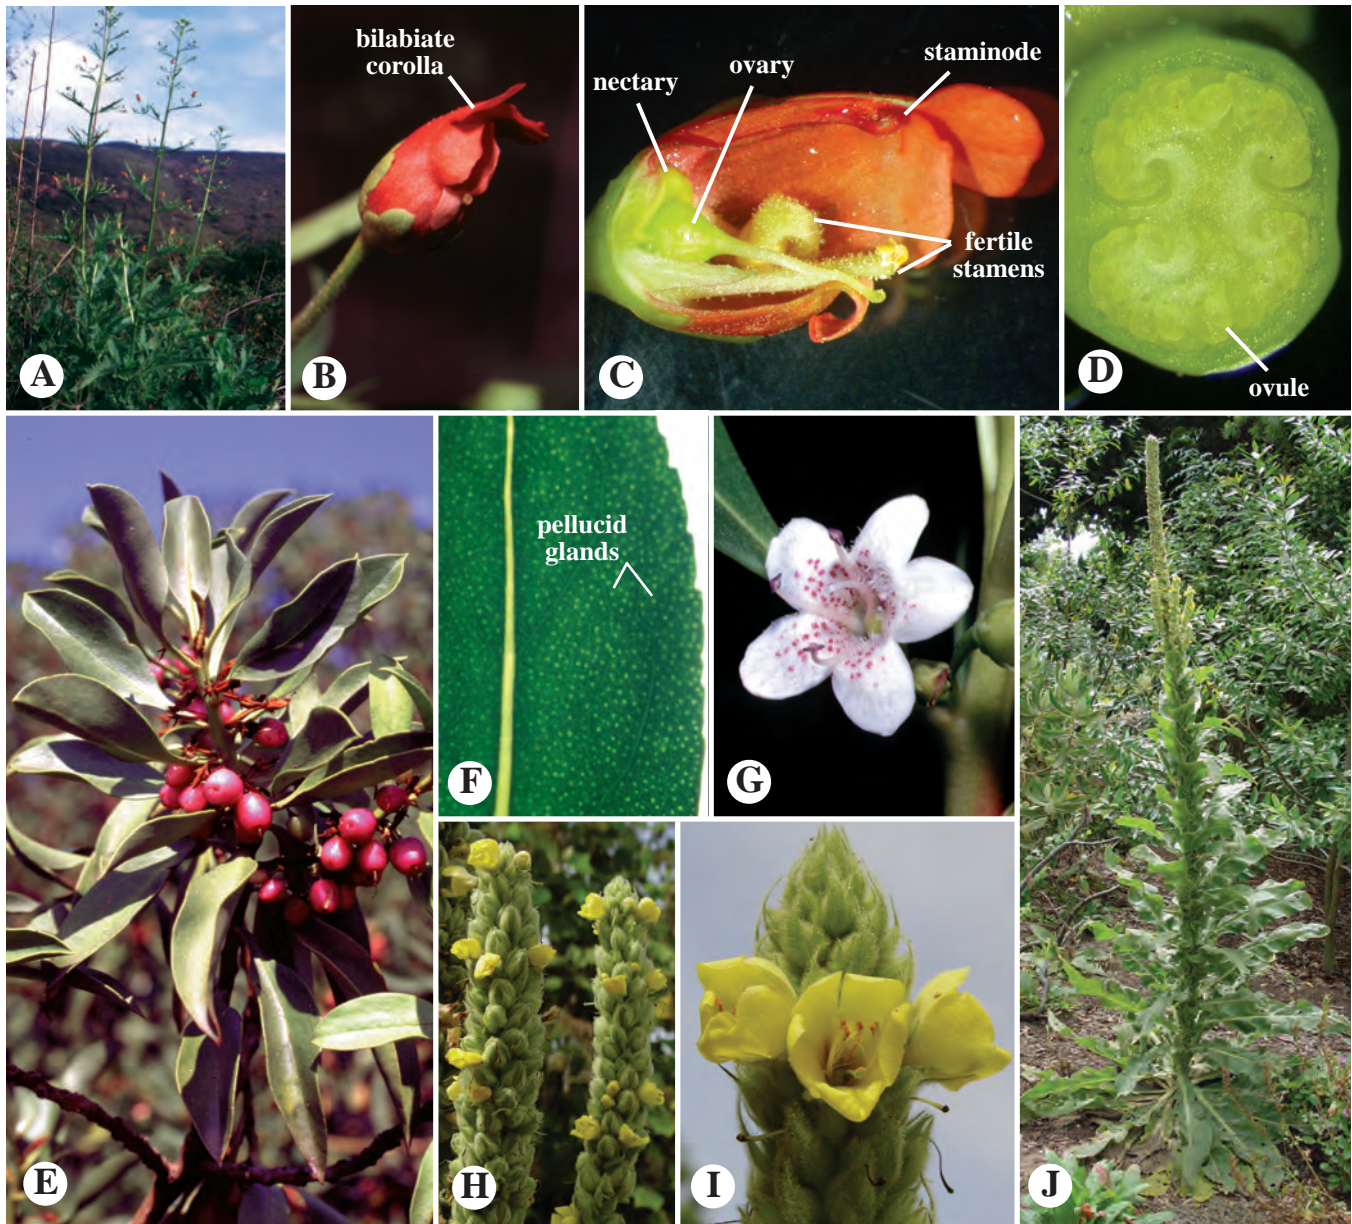 A
bilabiate
corolla
B
nectary
ovary
staminode
fertile
stamens
C
ovule
D
E
pellucid
glands
F
G
H
I
J